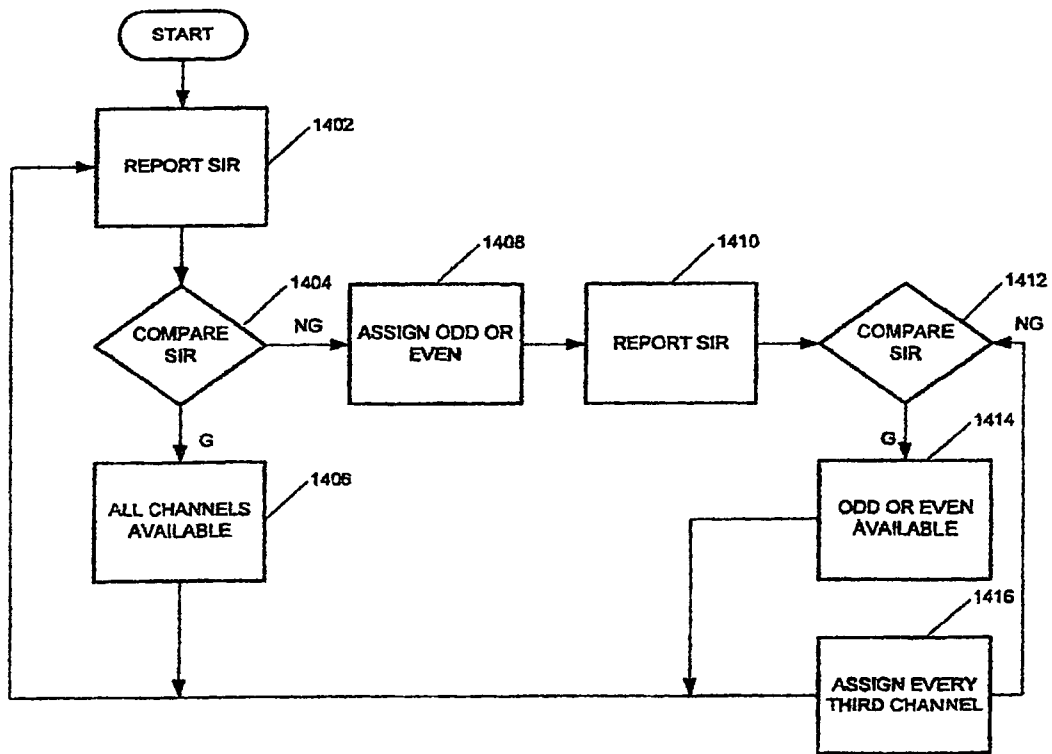 START
1402
REPORT SIR
1404
COMPARE
SIR
NG
G
1406
ALL CHANNELS
AVAILABLE
1408
ASSIGN ODD OR
EVEN
1410
REPORT SIR
1412
COMPARE
SIR
NG
G
1414
ODD OR EVEN
AVAILABLE
1416
ASSIGN EVERY
THIRD CHANNEL